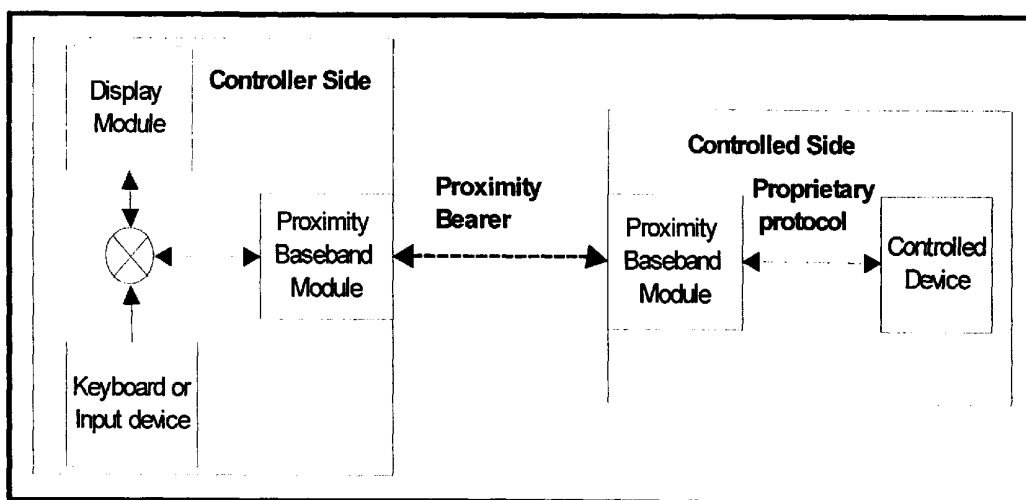 Display
Module
Controller Side
Proximity
Baseband
Module
Keyboard or
Input device
Proximity
Bearer
Controlled Side
Proximity
Baseband
Module
Proprietary
protocol
Controlled
Device